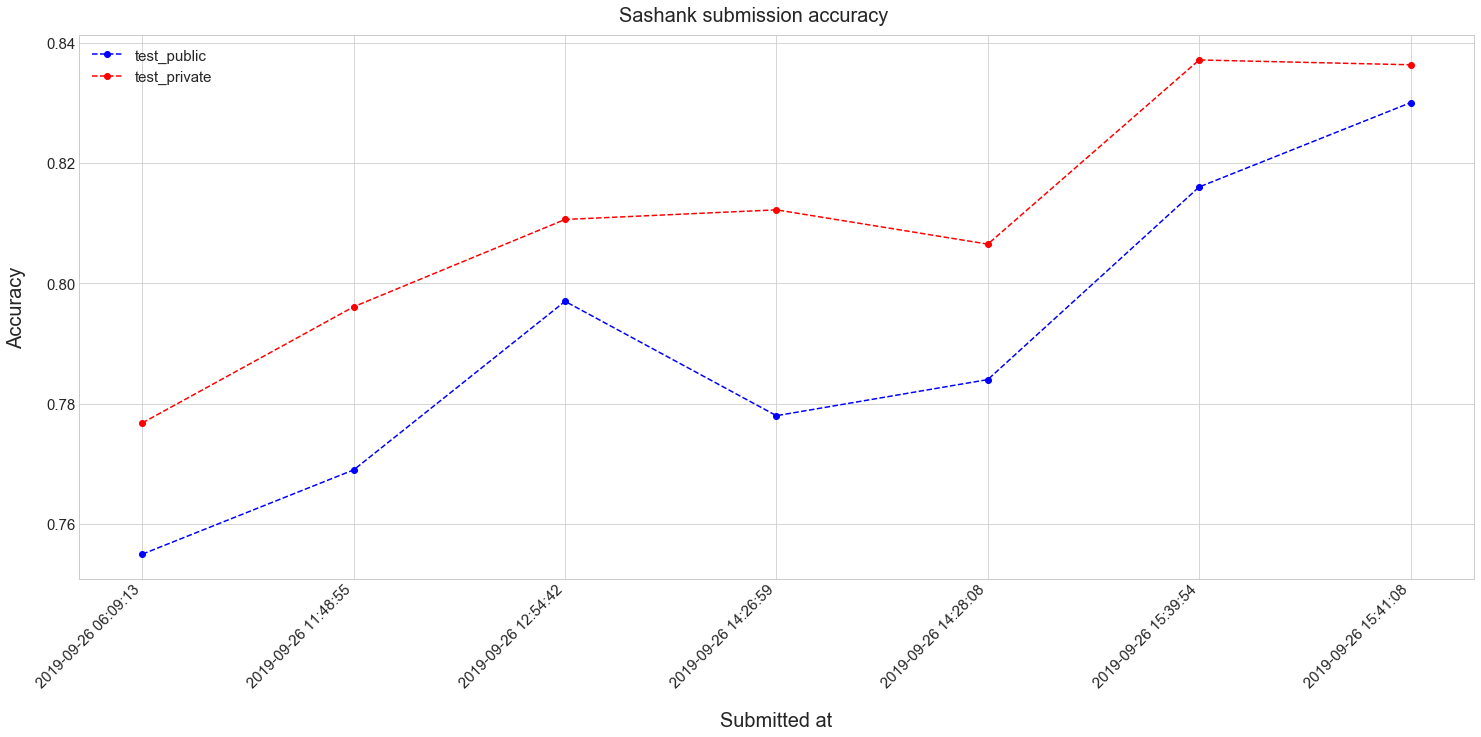 Sashank submission accuracy
test_public
test_private
Accuracy
0.84
0.82
0.80
0.78
0.76
2019-09-26 06:09:13
2019-09-26 11:48:55
2019-09-26 12:54:42
2019-09-26 14:26:59
2019-09-26 14:28:08
2019-09-26 15:39:54
2019-09-26 15:41:08
Submitted at